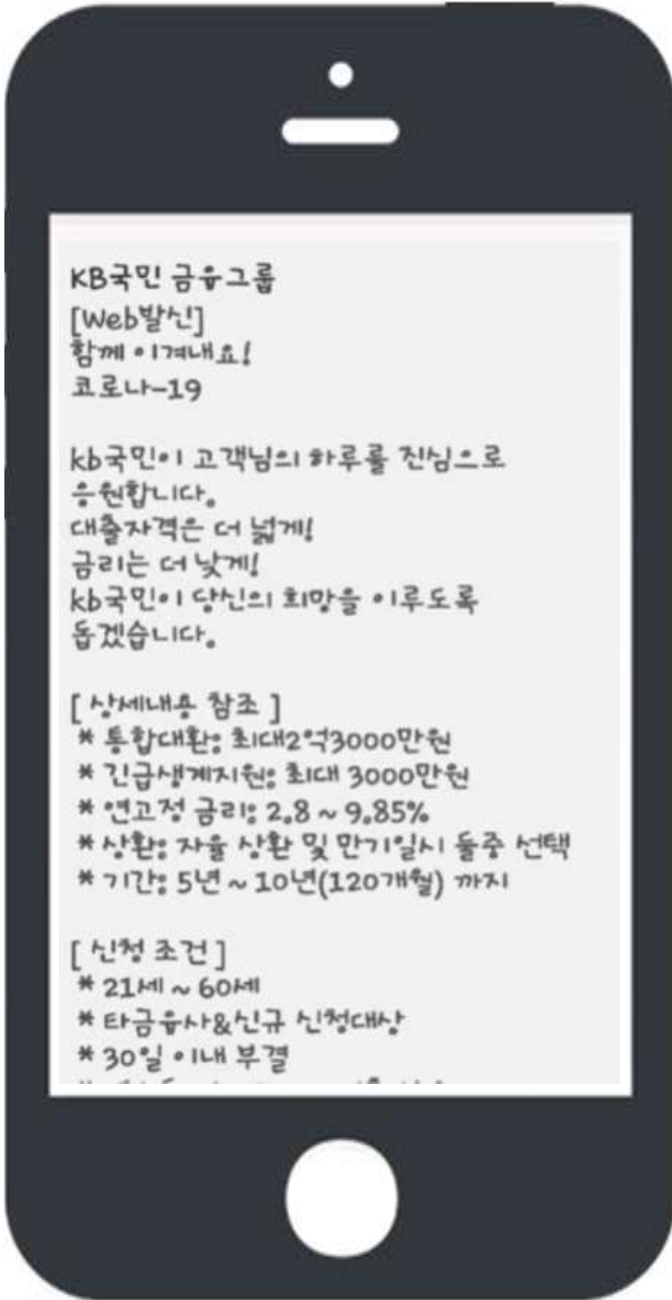 KB국민 금융그룹
[Web발신]
함께 이겨내요!
코로나-19
kb국민이 고객님의 하루를 진심으로
응원합니다.
대출자격은 더 넓게!
금리는 더 낮게!
kb국민이 당신의 희망을 이루도록
돕겠습니다.
[ 상세내용 참조 ]
* 통합대환: 최대2억3000만원
* 긴급생계지원: 최대 3000만원
* 연고정 금리: 2.8 ~ 9.85%
* 상환: 자율 상환 및 만기일시 둘중 선택
* 기간: 5년 ~ 10년(120개월) 까지
[ 신청 조건 ]
* 21세 ~ 60세
* 타금융사&신규 신청대상
* 30일 이내 부결